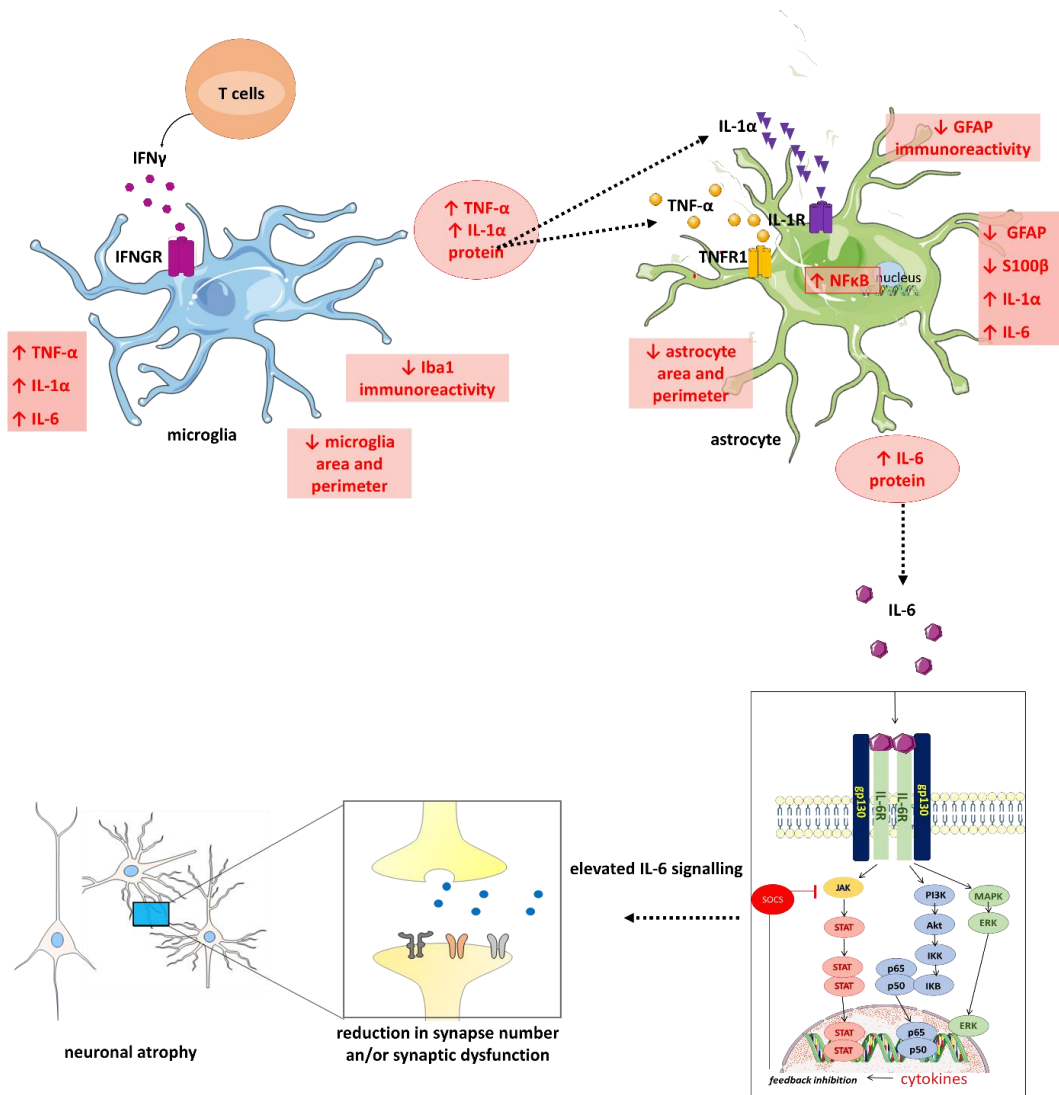 T cells
IFNγ
IFNGR
↑ TNF-α
↑ IL-1α
↑ IL-6
microglia
↓ Iba1
immunoreactivity
↓ microglia
area and
perimeter
↑ TNF-α
↑ IL-1α
protein
IL-1α
TNF-α
IL-1R
TNFR1
↑ NFκB
nucleus
↓ GFAP
immunoreactivity
↓ GFAP
↓ S100β
↑ IL-1α
↑ IL-6
↓ astrocyte
area and
perimeter
astrocyte
↑ IL-6
protein
IL-6
gp130
IL-6R
IL-6R
gp130
SOCS
JAK
STAT
STAT
STAT
STAT
STAT
PI3K
Akt
IKK
IKB
p65
p50
p65
p50
MAPK
ERK
ERK
feedback inhibition
cytokines
elevated IL-6 signalling
reduction in synapse number
an/or synaptic dysfunction
neuronal atrophy